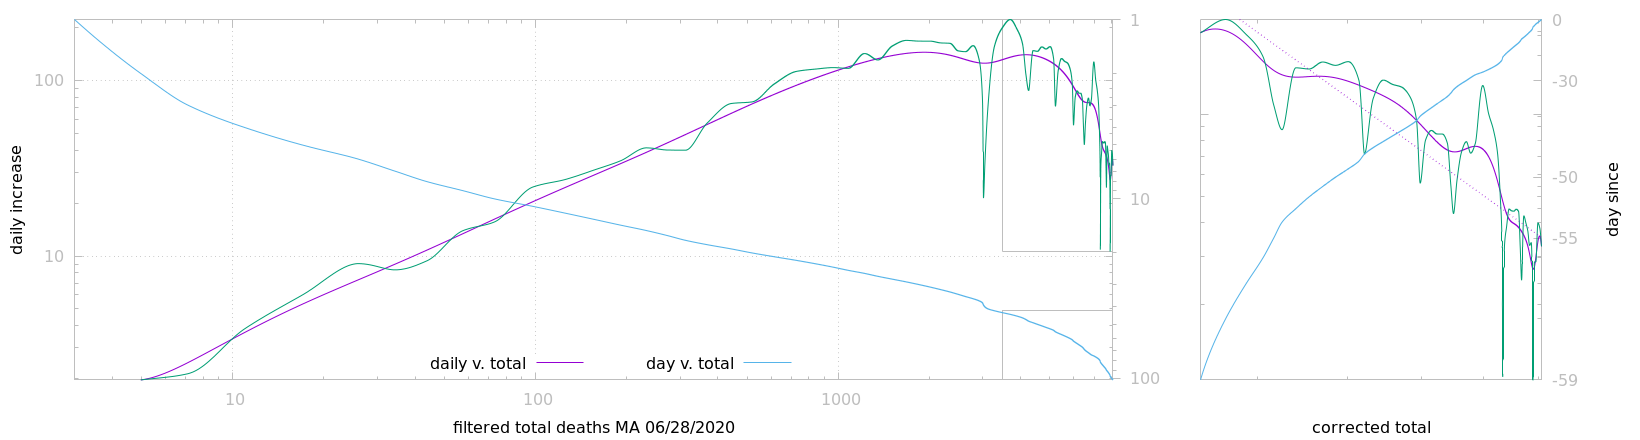 1
0
100
-30
daily increase
-50
day since
10
-55
10
daily v. total
day v. total
100
-59
10
100
1000
filtered total deaths MA 06/28/2020
corrected total